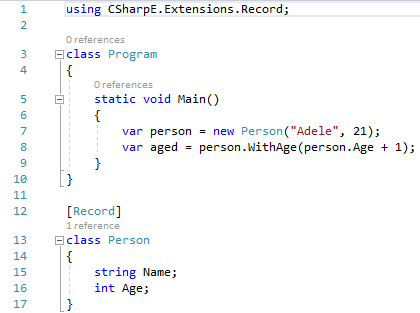 1 using CSharpE.Extensions.Record;
2
0 references
3 class Program
4 {
0 references
5 static void Main()
6 {
7 var person = new Person("Adele", 21);
8 var aged = person.WithAge(person.Age + 1);
9 }
10 }
11
12 [Record]
1 reference
13 class Person
14 {
15 string Name;
16 int Age;
17 }